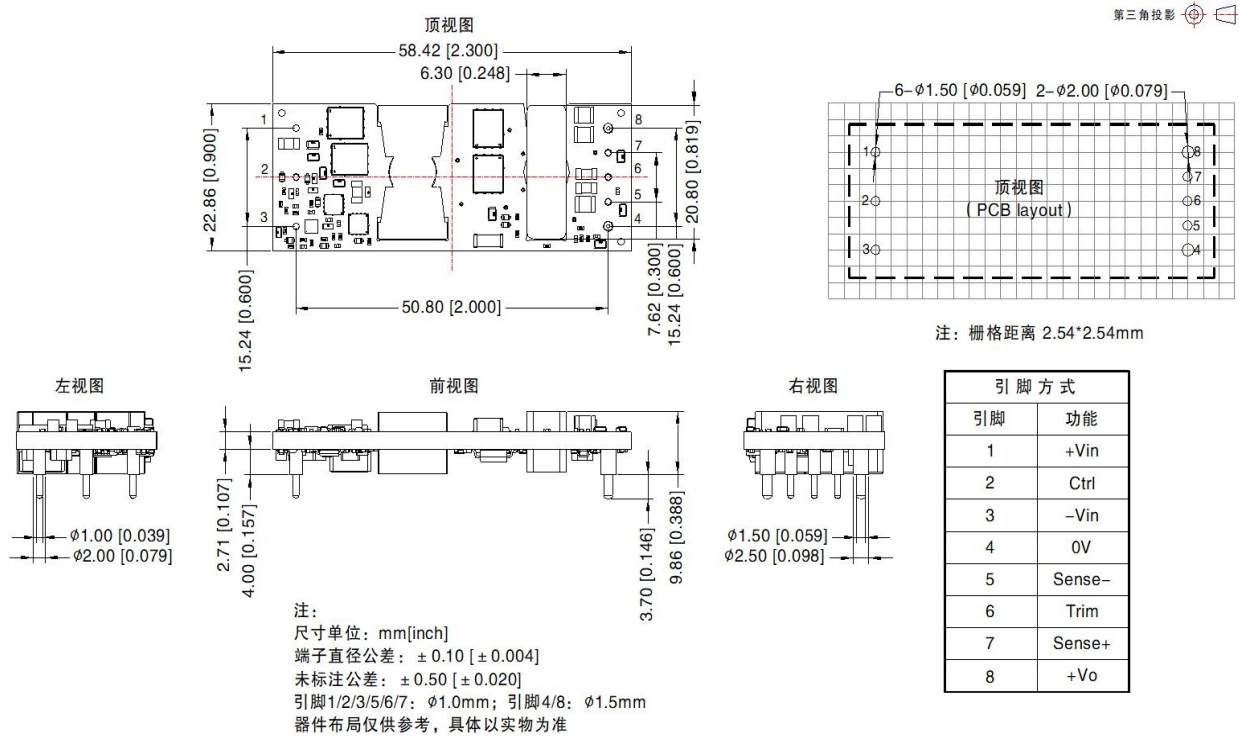 顶视图
第三角投影
58.42 [2.300]
6.30 [0.248]
1
2
3
8
7
6
5
4
22.86 [0.900]
15.24 [0.600]
50.80 [2.000]
20.80 [0.819]
7.62 [0.300]
15.24 [0.600]
6-Φ1.50 [Φ0.059] 2-Φ2.00 [Φ0.079]
1
2
3
8
7
6
5
4
顶视图
(PCB layout)
注：栅格距离 2.54*2.54mm
左视图
Φ1.00 [0.039]
Φ2.00 [0.079]
前视图
2.71 [0.107]
4.00 [0.157]
3.70 [0.146]
9.86 [0.388]
右视图
Φ1.50 [0.059]
Φ2.50 [0.098]
引脚方式
引脚 功能
1 +Vin
2 Ctrl
3 -Vin
4 0V
5 Sense-
6 Trim
7 Sense+
8 +Vo
注：
尺寸单位：mm[inch]
端子直径公差：±0.10 [±0.004]
未标注公差：±0.50 [±0.020]
引脚1/2/3/5/6/7：Φ1.0mm；引脚4/8：Φ1.5mm
器件布局仅供参考，具体以实物为准